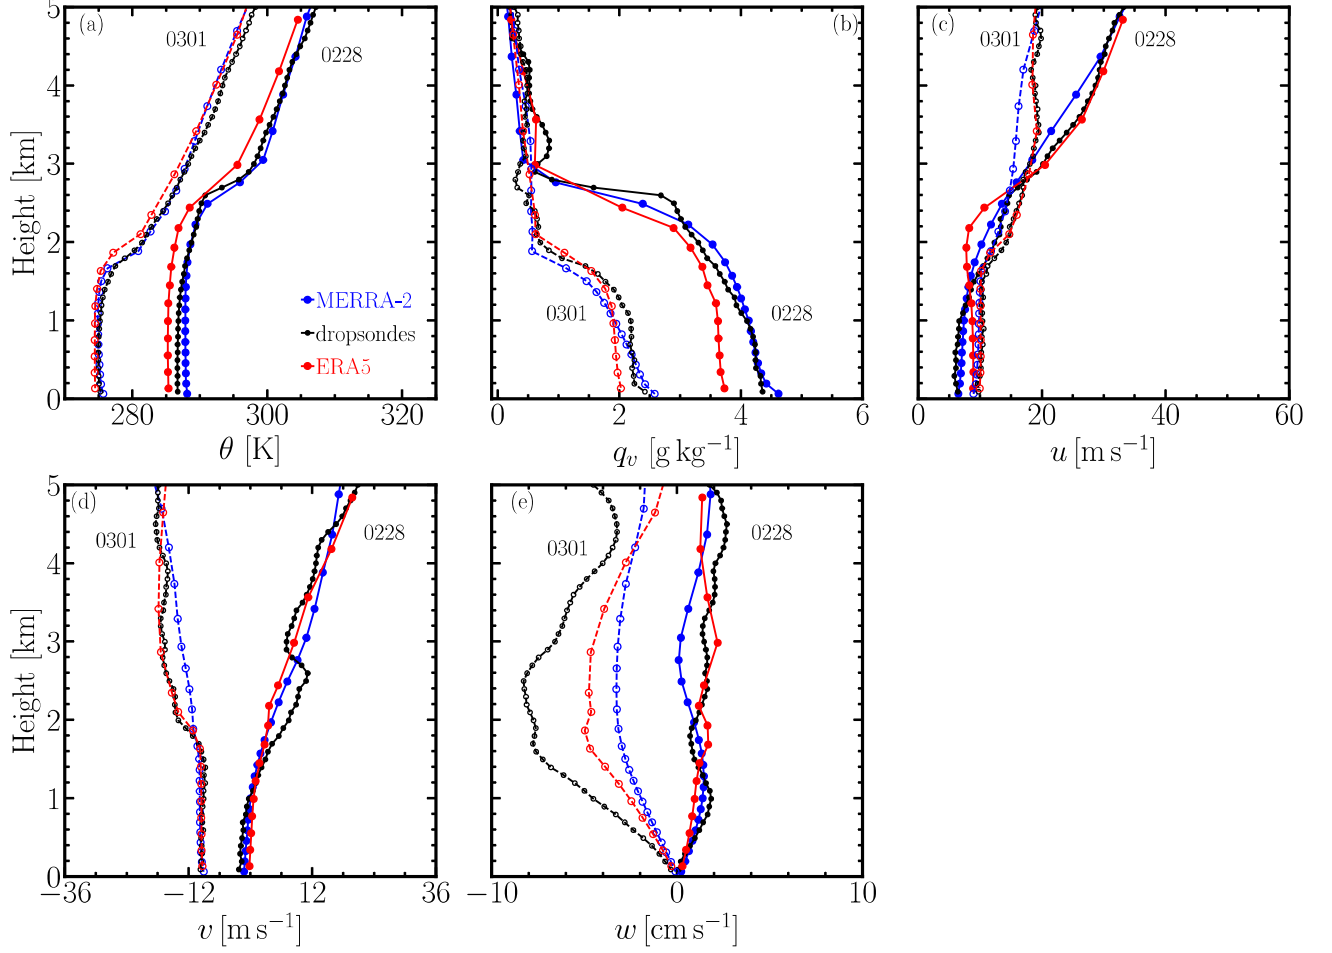 (a)
0301
0228
MERRA-2
dropsondes
ERA5
5
4
3
2
1
0
Height [km]
280
300
320
θ [K]
(b)
0301
0228
0
2
4
6
q_v [g kg⁻¹]
(c)
0301
0228
0
20
40
60
u [m s⁻¹]
(d)
0301
0228
5
4
3
2
1
0
Height [km]
−36
−12
12
36
v [m s⁻¹]
(e)
0301
0228
−10
0
10
w [cm s⁻¹]